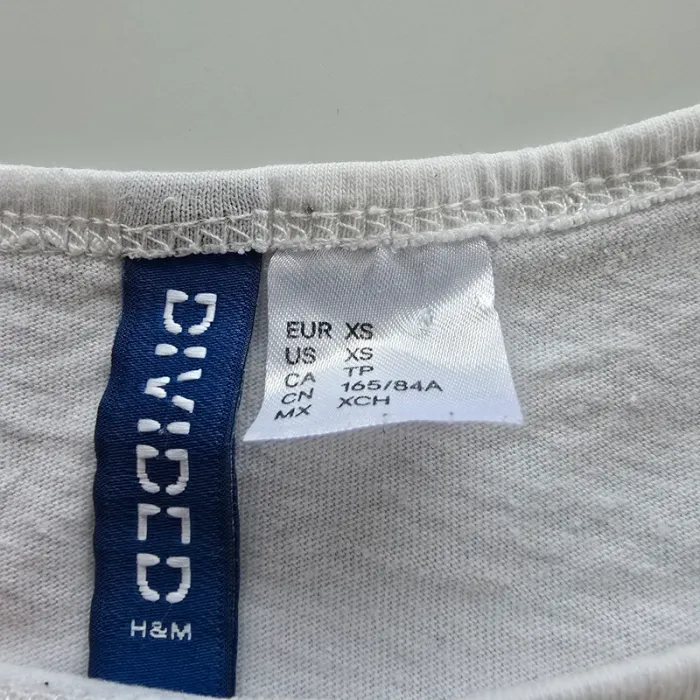 DIVIDED
H&M
EUR XS
US XS
CA TP
CN 165/84A
MX XCH